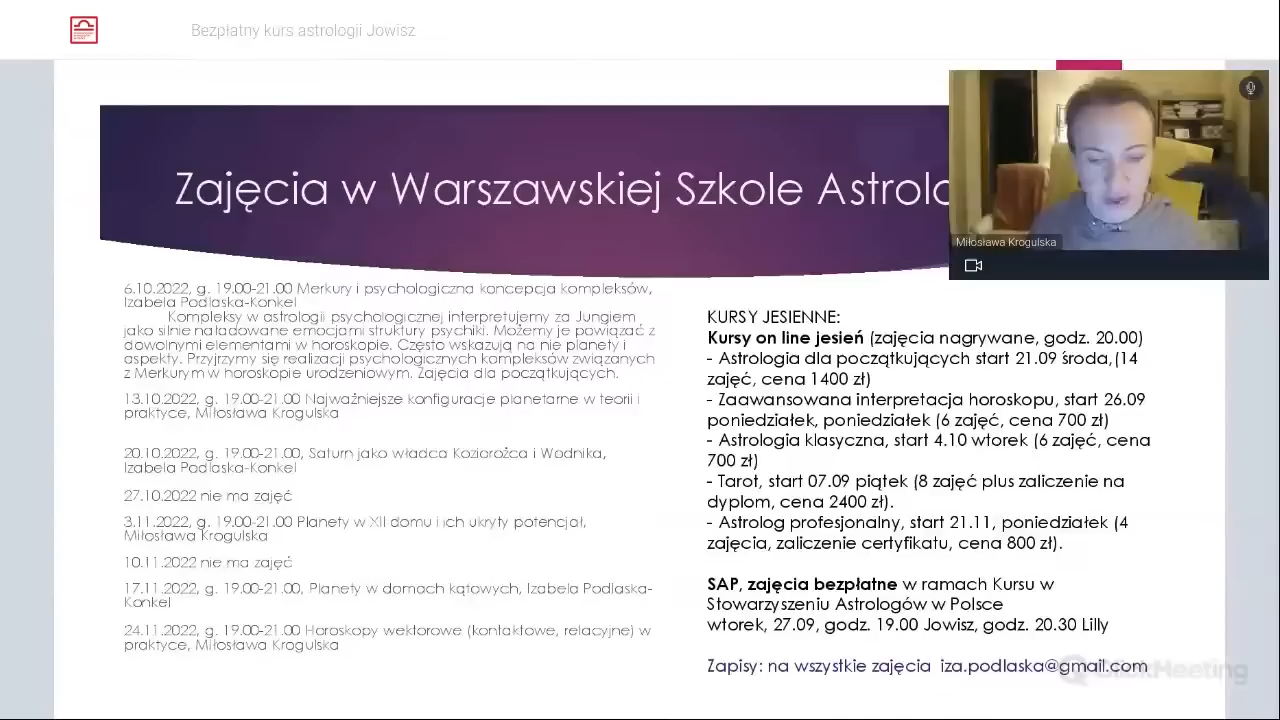 Bezpłatny kurs astrologii Jowisz
Zajęcia w Warszawskiej Szkole Astrolo
Miłosława Krogulska
6.10.2022, g. 19.00-21.00 Merkury i psychologiczna koncepcja kompleksów,
Izabela Podlaska-Konkel
Kompleksy w astrologii psychologicznej interpretujemy za Jungiem
jako silnie naładowane emocjami struktury psychiki. Możemy je powiązać z
dowolnymi elementami w horoskopie. Często wskazują na nie planety i
aspekty. Przyjrzymy się realizacji psychologicznych kompleksów związanych
z Merkurym w horoskopie urodzeniowym. Zajęcia dla początkujących.
13.10.2022, g. 19.00-21.00 Najważniejsze konfiguracje planetarne w teorii i
praktyce, Miłosława Krogulska
20.10.2022, g. 19.00-21.00, Saturn jako władca Koziorożca i Wodnika,
Izabela Podlaska-Konkel
27.10.2022 nie ma zajęć
3.11.2022, g. 19.00-21.00 Planety w XII domu i ich ukryty potencjał,
Miłosława Krogulska
10.11.2022 nie ma zajęć
17.11.2022, g. 19.00-21.00, Planety w domach kątowych, Izabela Podlaska-
Konkel
24.11.2022, g. 19.00-21.00 Horoskopy wektorowe (kontaktowe, relacyjne) w
praktyce, Miłosława Krogulska
KURSY JESIENNE:
Kursy on line jesień (zajęcia nagrywane, godz. 20.00)
- Astrologia dla początkujących start 21.09 środa,(14
zajęć, cena 1400 zł)
- Zaawansowana interpretacja horoskopu, start 26.09
poniedziałek, poniedziałek (6 zajęć, cena 700 zł)
- Astrologia klasyczna, start 4.10 wtorek (6 zajęć, cena
700 zł)
- Tarot, start 07.09 piątek (8 zajęć plus zaliczenie na
dyplom, cena 2400 zł).
- Astrolog profesjonalny, start 21.11, poniedziałek (4
zajęcia, zaliczenie certyfikatu, cena 800 zł).
SAP, zajęcia bezpłatne w ramach Kursu w
Stowarzyszeniu Astrologów w Polsce
wtorek, 27.09, godz. 19.00 Jowisz, godz. 20.30 Lilly
Zapisy: na wszystkie zajęcia iza.podlaska@gmail.com
ClickMeeting